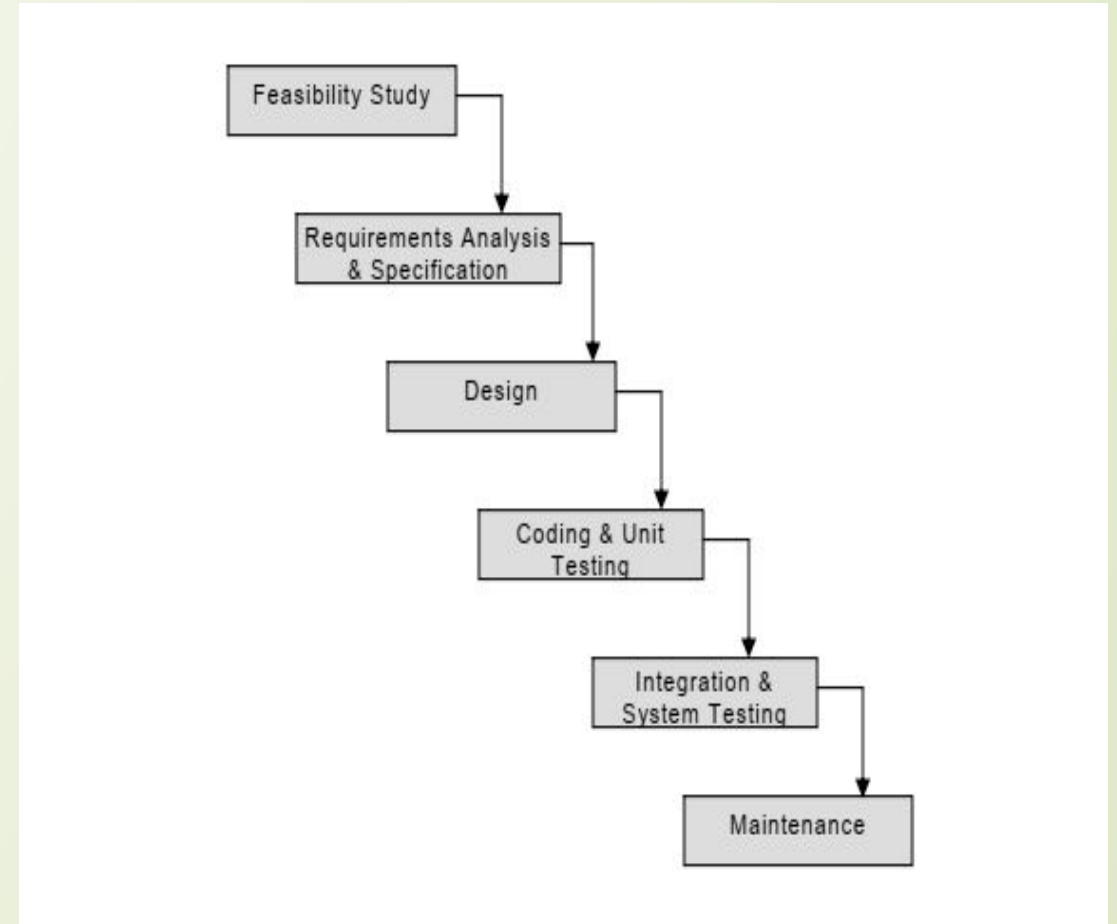 Feasibility Study
Requirements Analysis
& Specification
Design
Coding & Unit
Testing
Integration &
System Testing
Maintenance